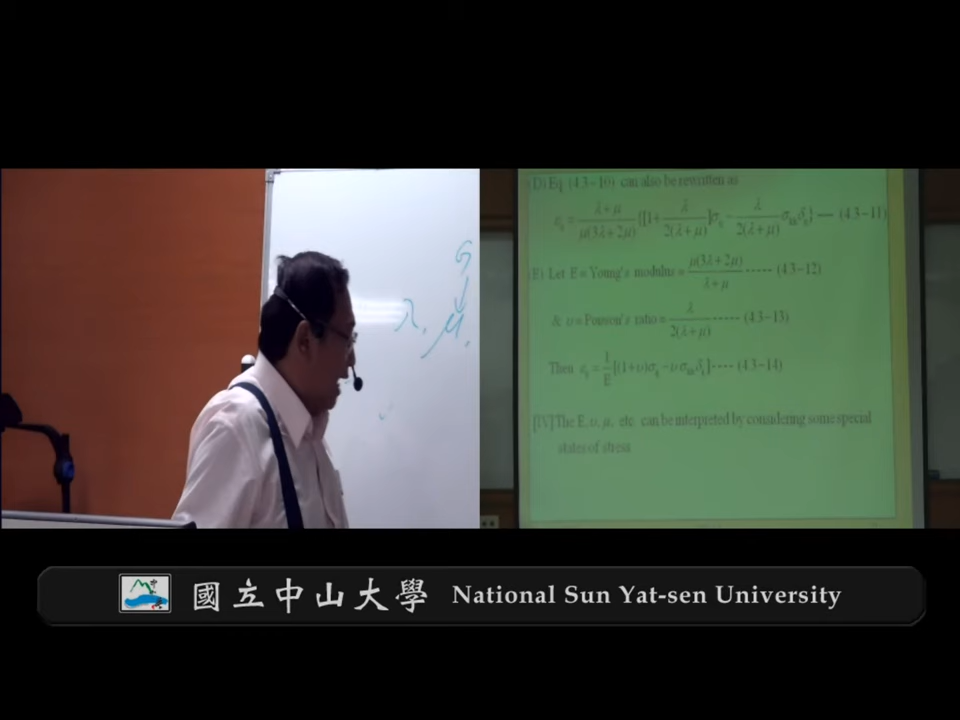 G
↓
λ, μ,
(D) Eq. (4.3-10) can also be rewritten as
e_ij = (λ+μ)/(μ(3λ+2μ)) {[1+ λ/(2(λ+μ))]σ_ij − λ/(2(λ+μ)) σ_kk δ_ij} ---- (4.3-11)
(E) Let E = Young's modulus = μ(3λ+2μ)/(λ+μ) ----- (4.3-12)
& υ = Poisson's ratio = λ/(2(λ+μ)) ----- (4.3-13)
Then e_ij = 1/E [(1+υ)σ_ij − υ σ_kk δ_ij] ---- (4.3-14)
[IV] The E, υ, μ, etc can be interpreted by considering some special
states of stress
國立中山大學 National Sun Yat-sen University